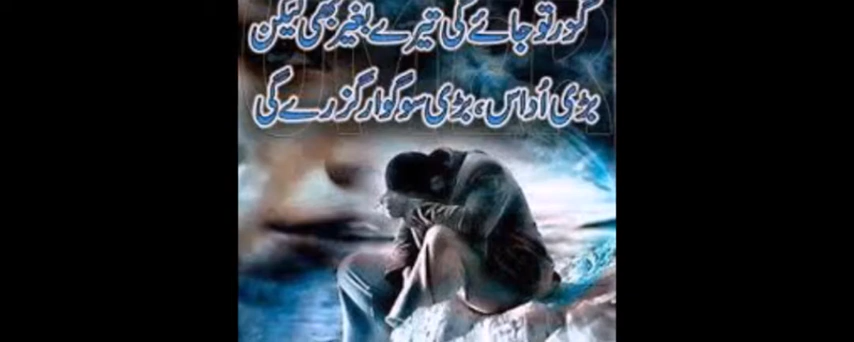 گزر تو جائے گی تیرے بغیر بھی لیکن
بڑی اُداس، بڑی سوگوار گزرے گی